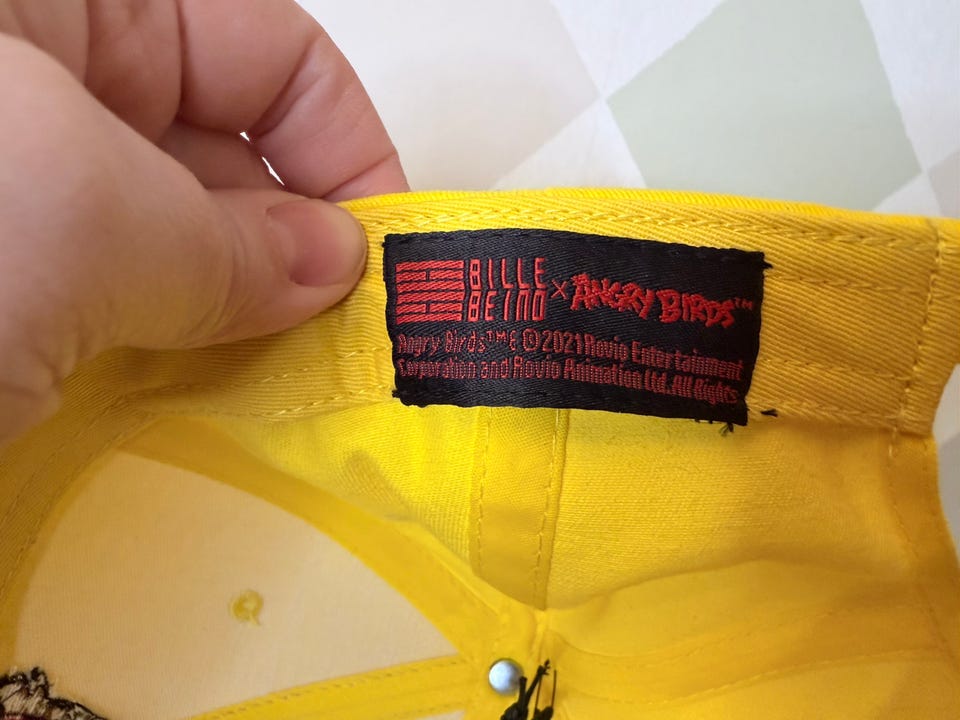 BILLE
BEINO × ANGRY BIRDS™
Angry Birds™& ©2021 Rovio Entertainment
Corporation and Rovio Animation Ltd. All Rights